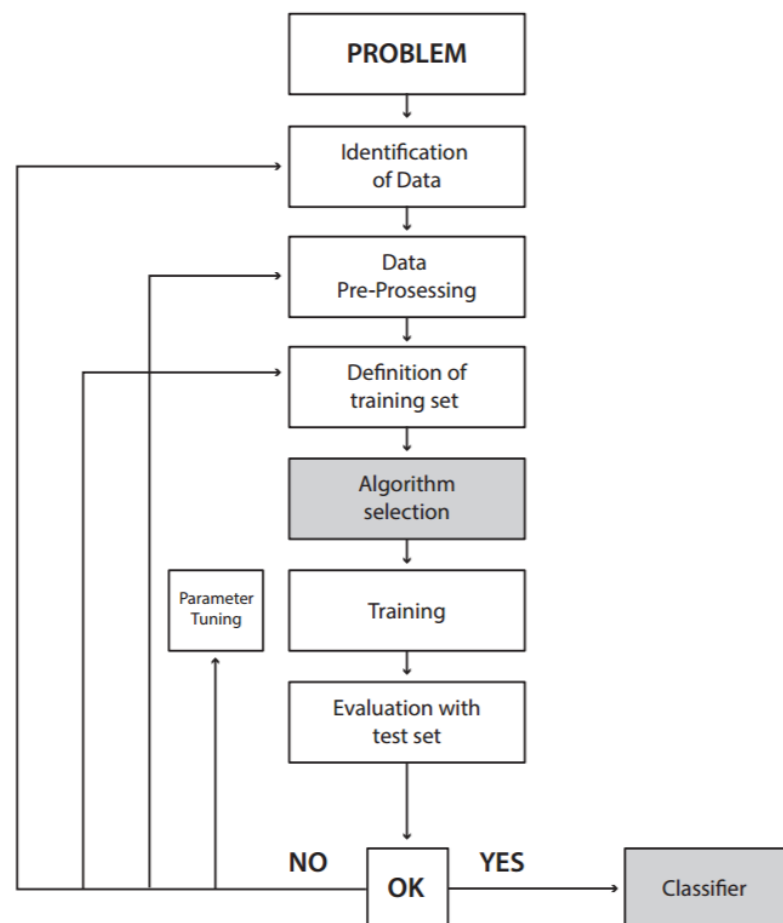 PROBLEM
Identification
of Data
Data
Pre-Prosessing
Definition of
training set
Algorithm
selection
Parameter
Tuning
Training
Evaluation with
test set
NO
OK
YES
Classifier